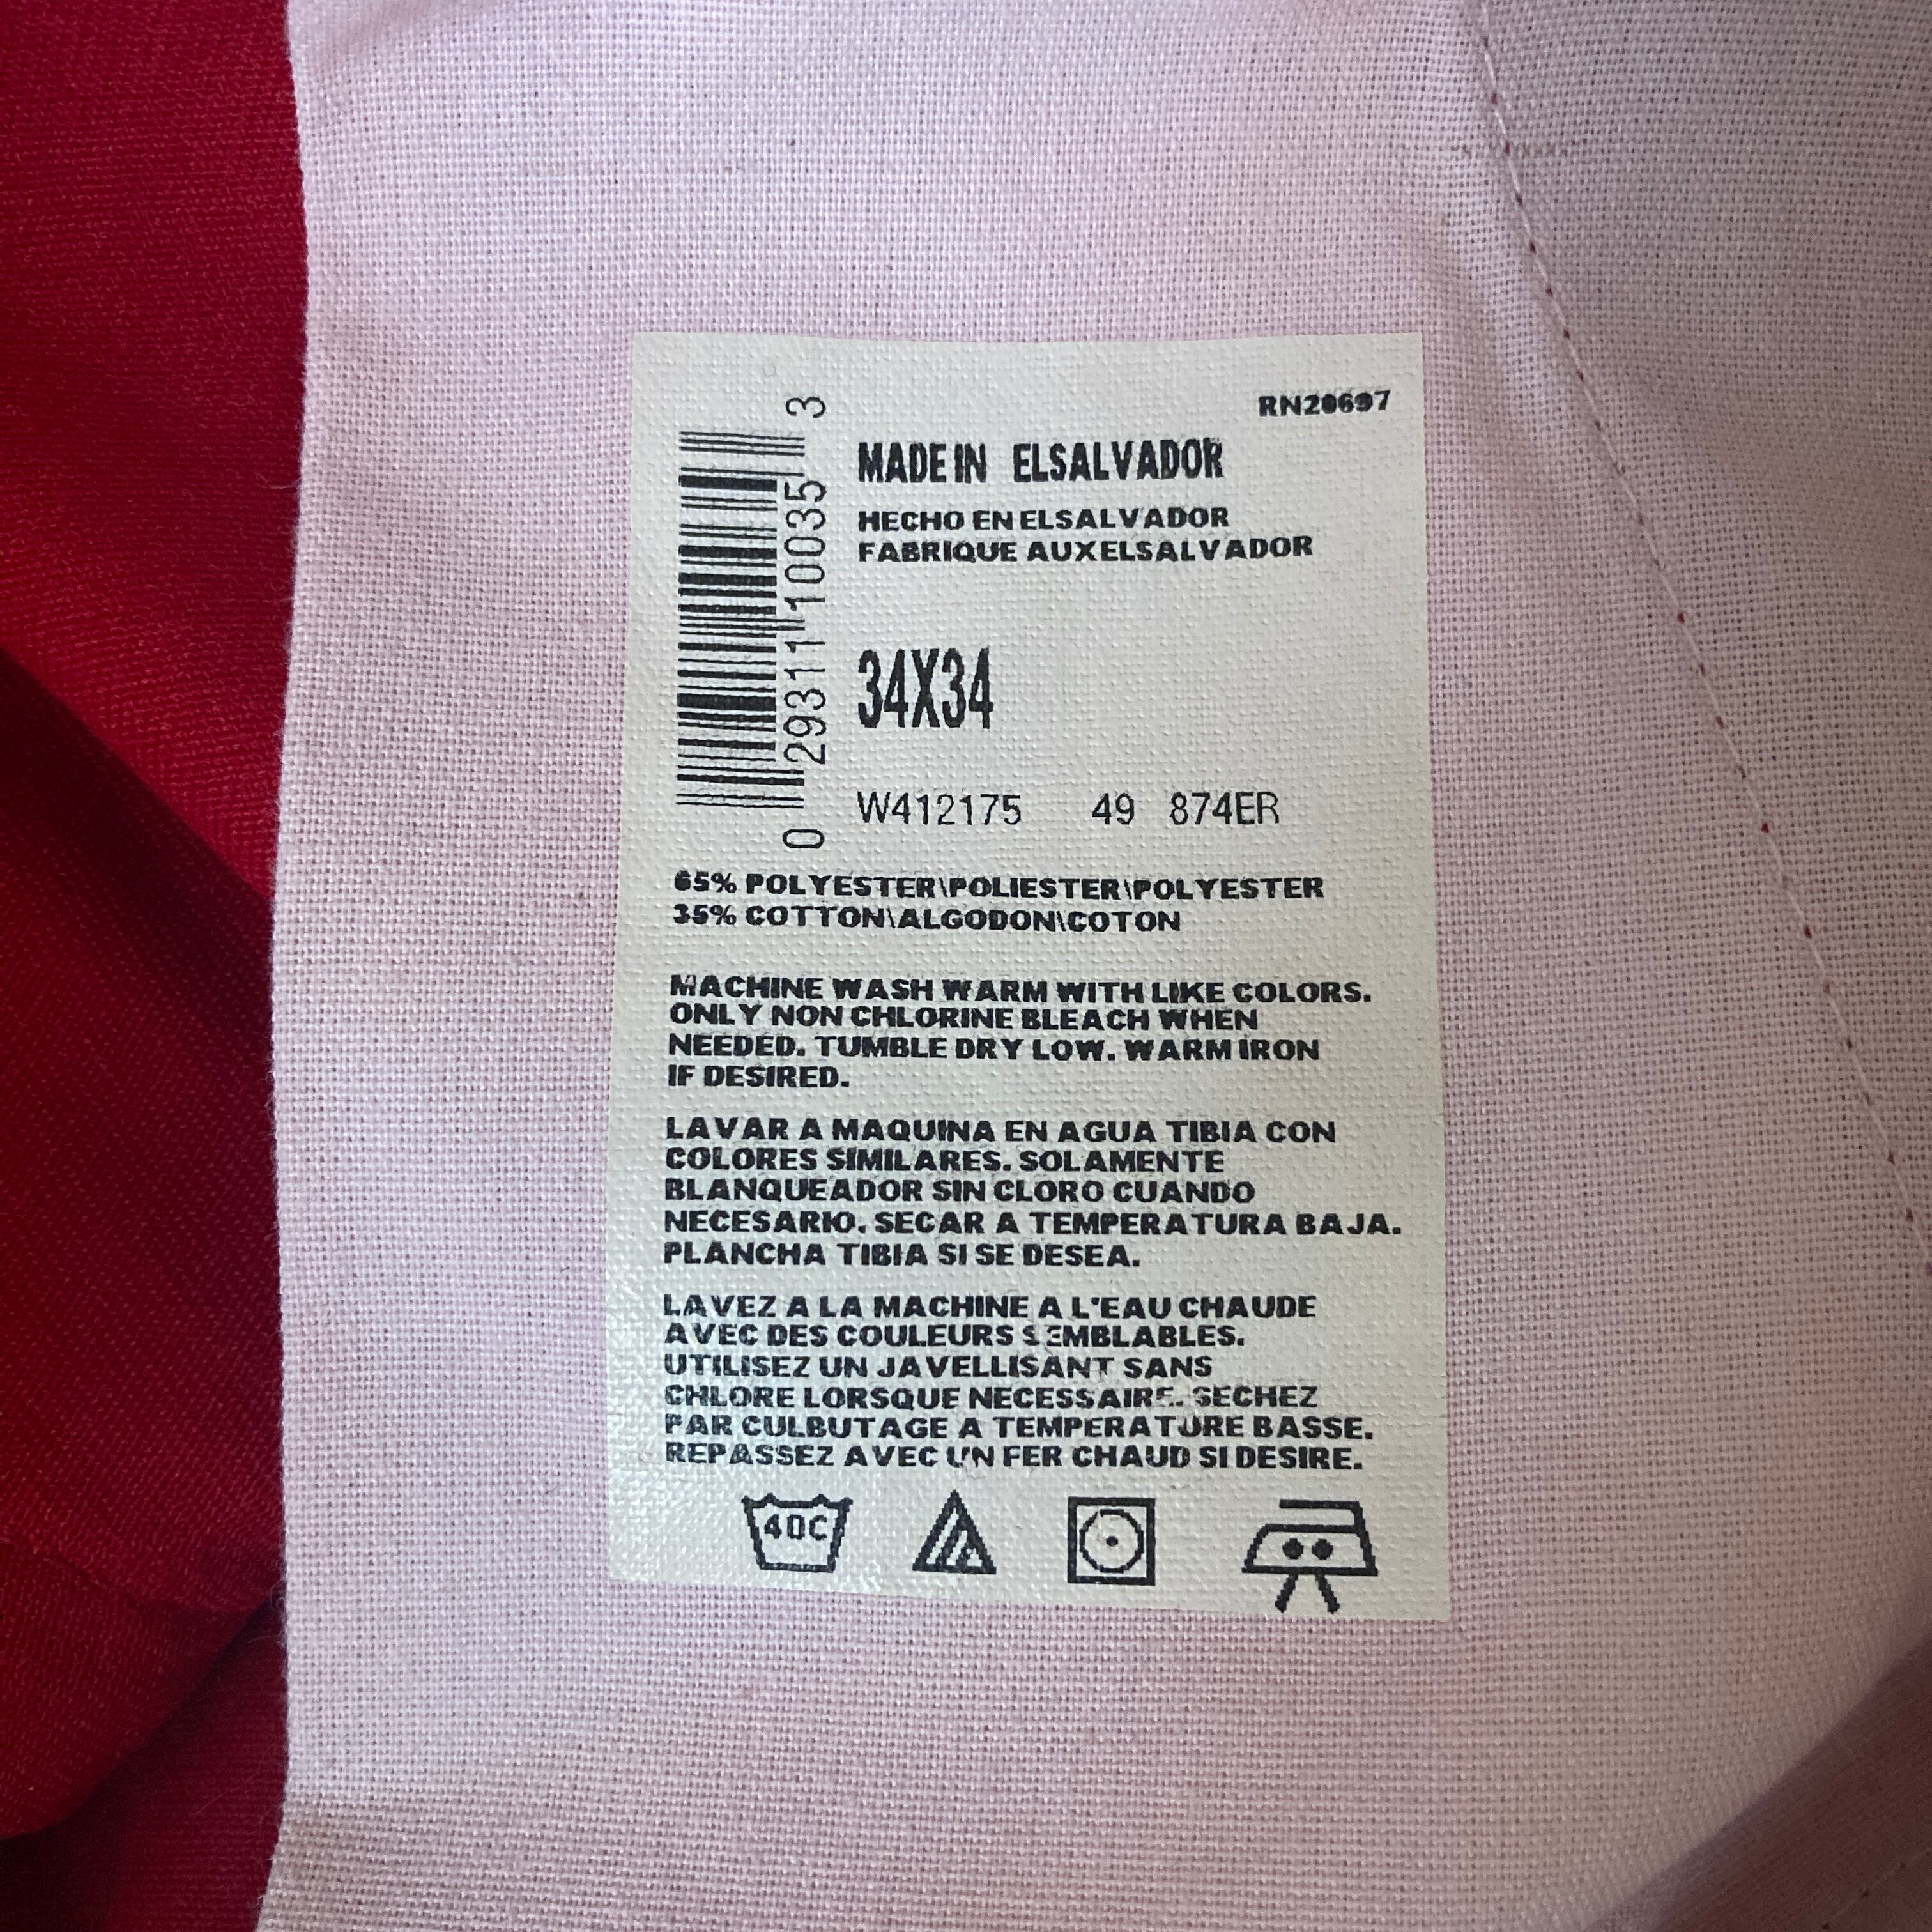 RN20697
MADE IN ELSALVADOR
HECHO EN ELSALVADOR
FABRIQUE AUXELSALVADOR
0 29311 10035 3
34X34
W412175 49 874ER
65% POLYESTER\POLIESTER\POLYESTER
35% COTTON\ALGODON\COTON
MACHINE WASH WARM WITH LIKE COLORS.
ONLY NON CHLORINE BLEACH WHEN
NEEDED. TUMBLE DRY LOW. WARM IRON
IF DESIRED.
LAVAR A MAQUINA EN AGUA TIBIA CON
COLORES SIMILARES. SOLAMENTE
BLANQUEADOR SIN CLORO CUANDO
NECESARIO. SECAR A TEMPERATURA BAJA.
PLANCHA TIBIA SI SE DESEA.
LAVEZ A LA MACHINE A L'EAU CHAUDE
AVEC DES COULEURS SEMBLABLES.
UTILISEZ UN JAVELLISANT SANS
CHLORE LORSQUE NECESSAIRE. SECHEZ
PAR CULBUTAGE A TEMPERATURE BASSE.
REPASSEZ AVEC UN FER CHAUD SI DESIRE.
40C